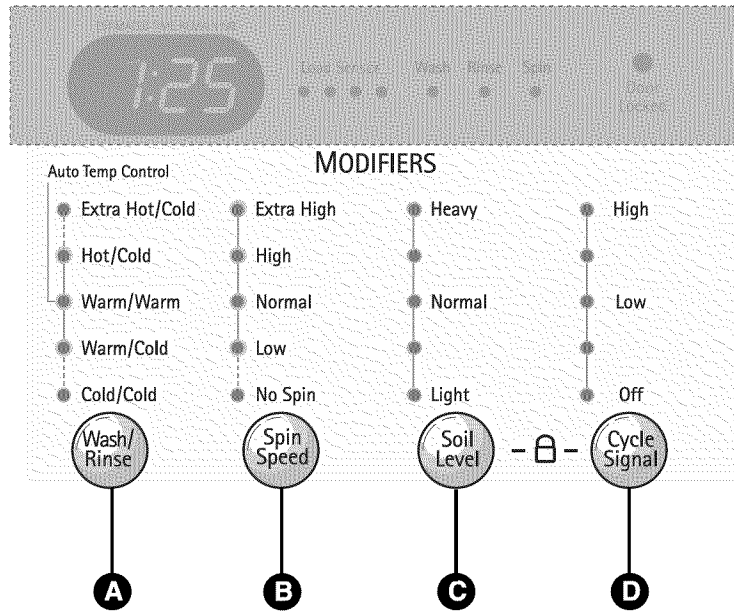 1:25
Load Sensor Wash Rinse Spin
Door
Locked
MODIFIERS
Auto Temp Control
Extra Hot/Cold Extra High Heavy High
Hot/Cold High
Warm/Warm Normal Normal Low
Warm/Cold Low
Cold/Cold No Spin Light Off
Wash/ Spin Soil Cycle
Rinse Speed Level Signal
A B C D